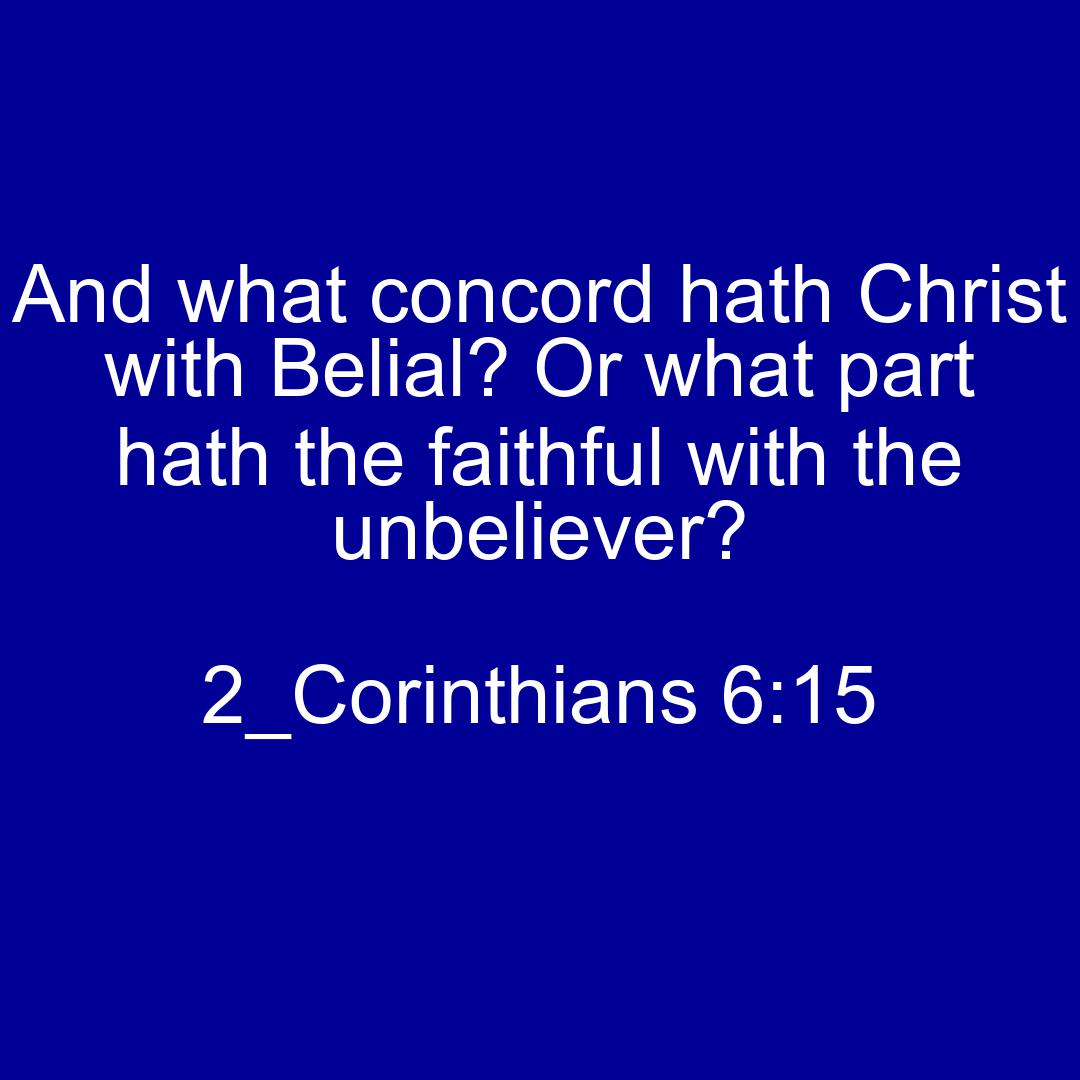 And what concord hath Christ
with Belial? Or what part
hath the faithful with the
unbeliever?
2_Corinthians 6:15